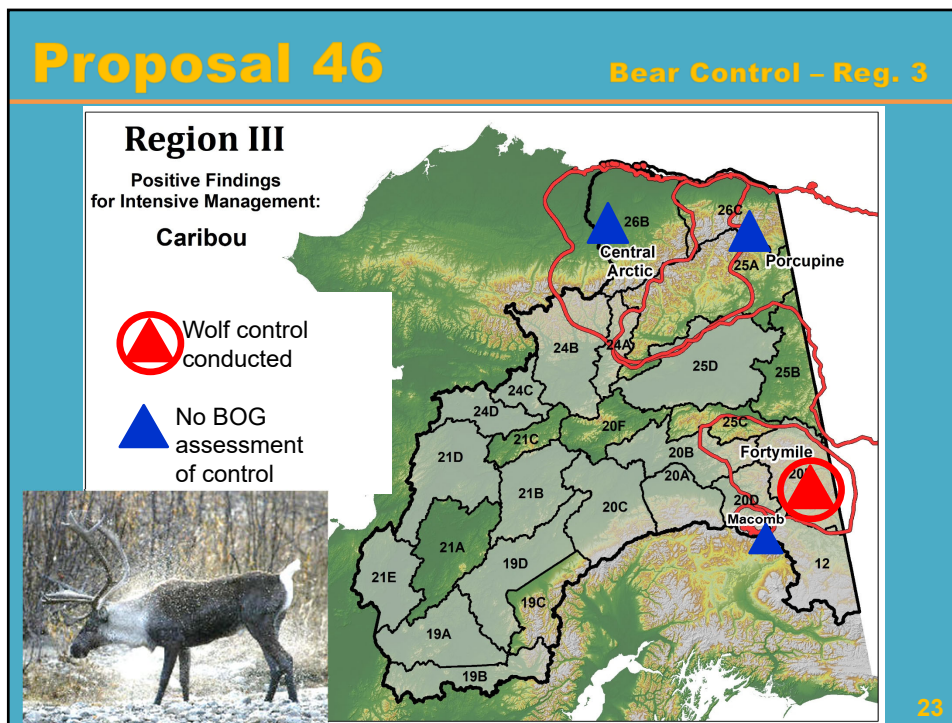 Proposal 46
Bear Control – Reg. 3
Region III
Positive Findings
for Intensive Management:
Caribou
Wolf control
conducted
No BOG
assessment
of control
26B
26C
Central
Arctic
25A
Porcupine
24B
24A
25D
25B
24C
24D
21C
20F
25C
Fortymile
21D
20B
21B
20A
20D
20C
Macomb
21A
19D
12
21E
19C
19A
19B
23